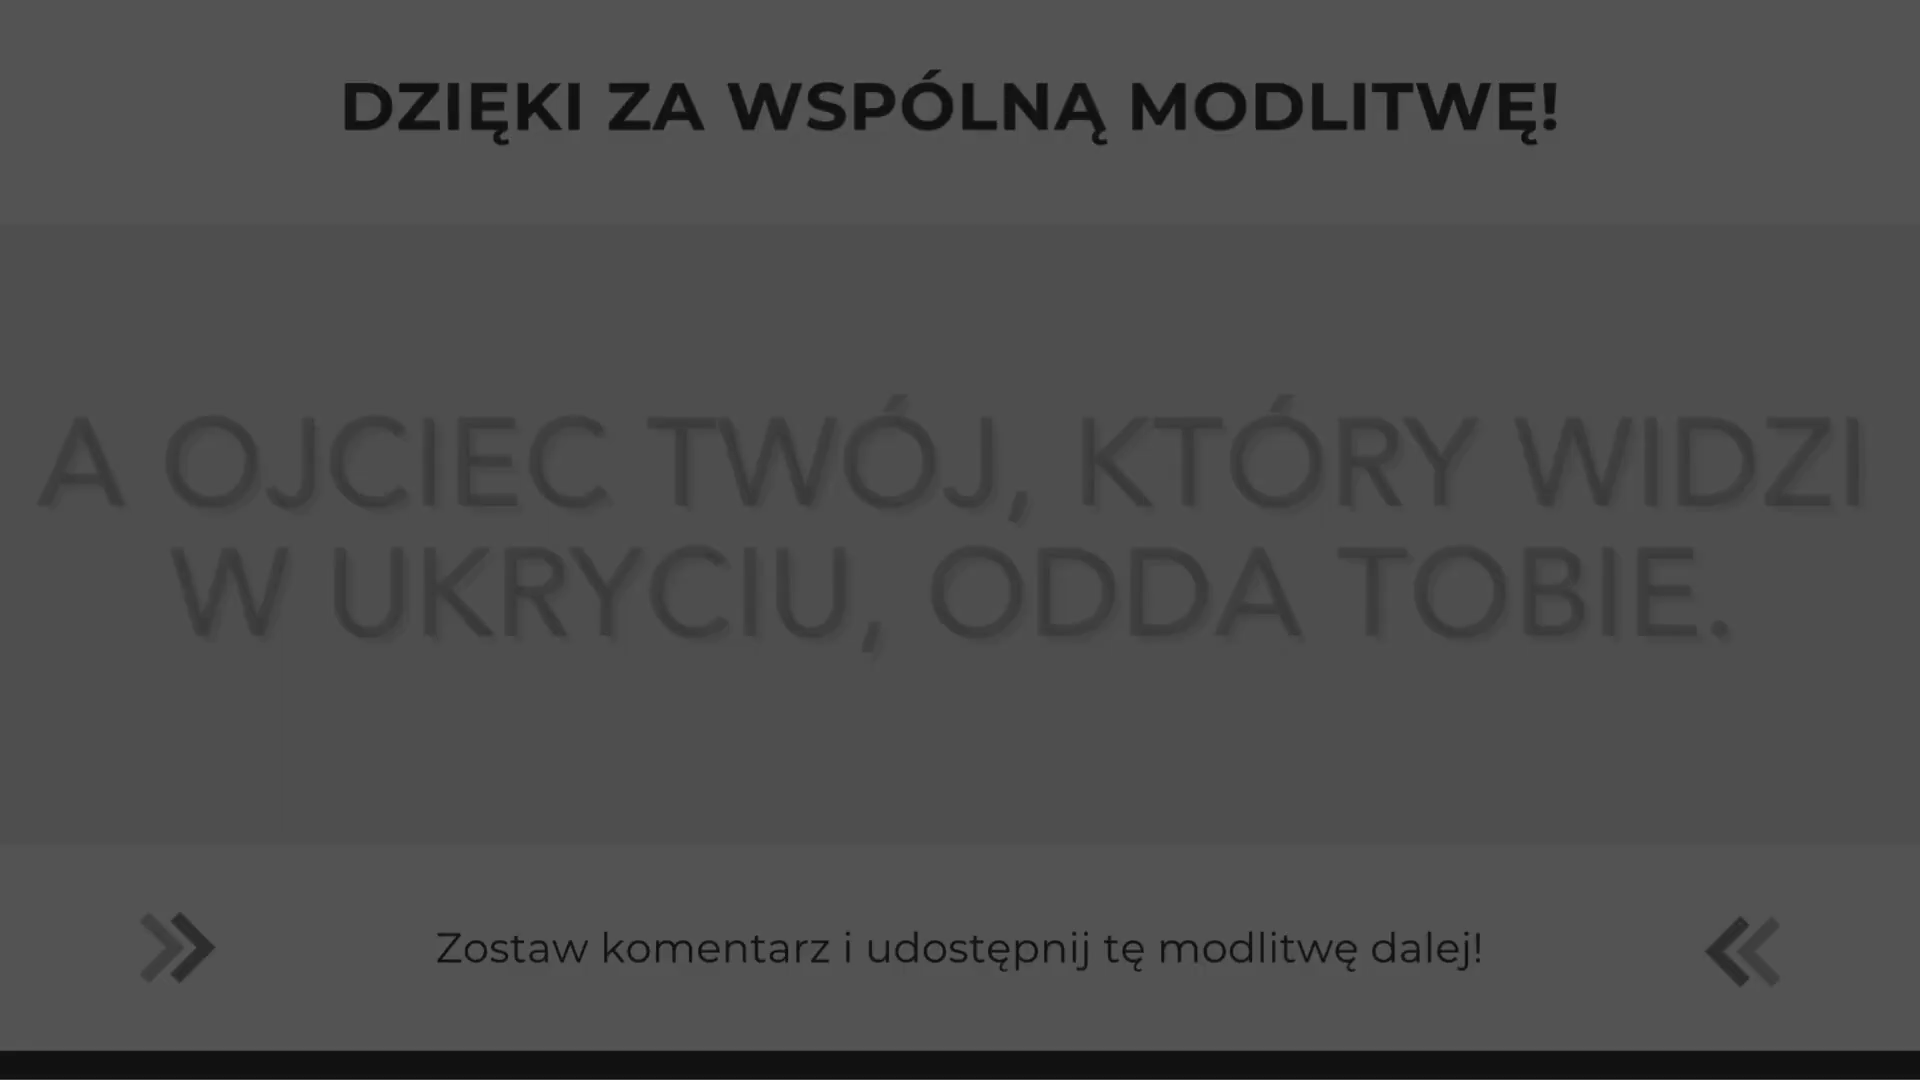 DZIĘKI ZA WSPÓLNĄ MODLITWĘ!
A OJCIEC TWÓJ, KTÓRY WIDZI
W UKRYCIU, ODDA TOBIE.
Zostaw komentarz i udostępnij tę modlitwę dalej!